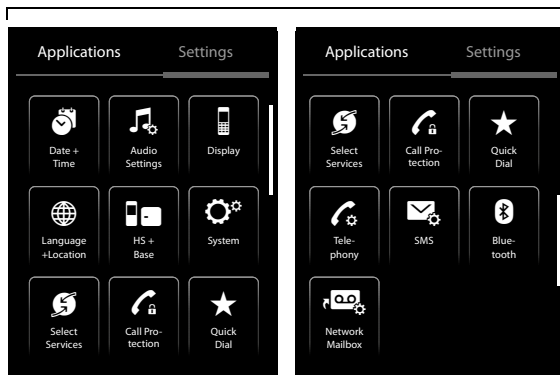 Applications Settings
Date +
Time
Audio
Settings
Display
Language
+Location
HS +
Base
System
Select
Services
Call Pro-
tection
Quick
Dial
Applications Settings
Select
Services
Call Pro-
tection
Quick
Dial
Tele-
phony
SMS
Blue-
tooth
Network
Mailbox